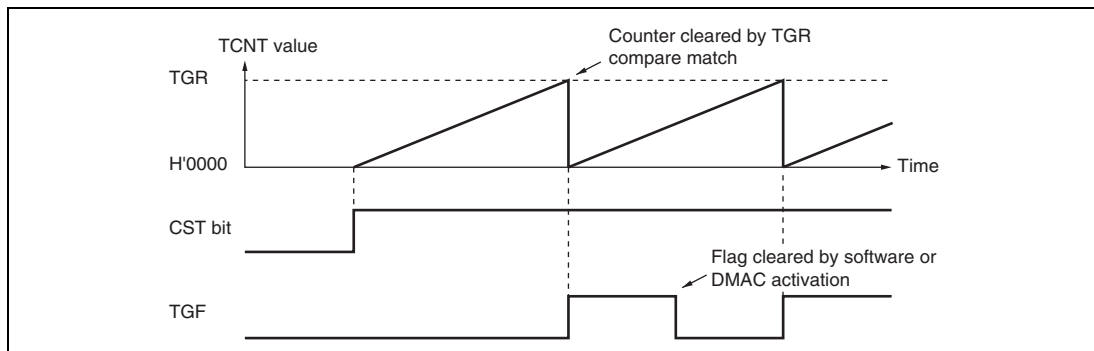 Counter cleared by TGR
compare match
TCNT value
TGR
H'0000
Time
CST bit
Flag cleared by software or
DMAC activation
TGF